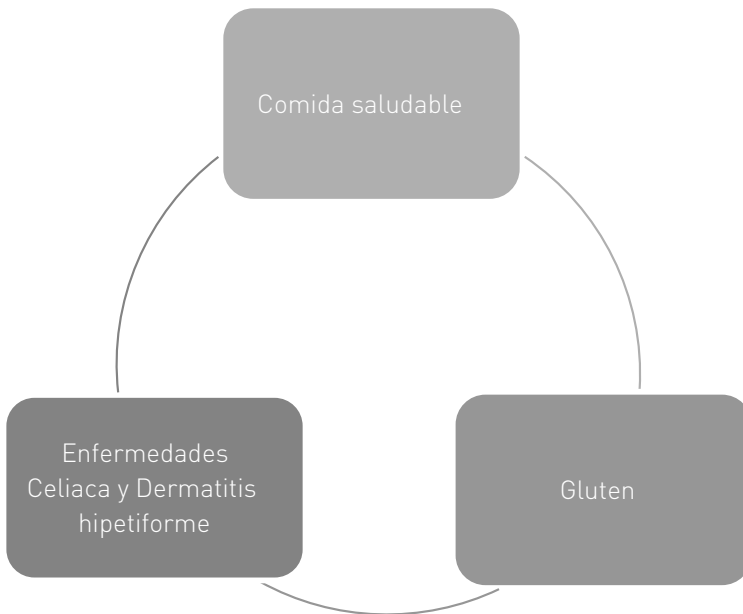 Comida saludable
Enfermedades
Celiaca y Dermatitis
hipetiforme
Gluten